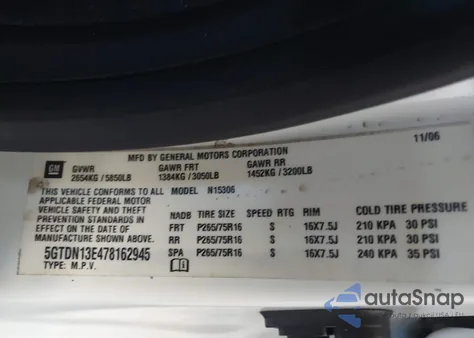 11/06
MFD BY GENERAL MOTORS CORPORATION
GM GVWR GAWR FRT GAWR RR
2654KG / 5850LB 1384KG / 3050LB 1452KG / 3200LB
THIS VEHICLE CONFORMS TO ALL MODEL N15306
APPLICABLE FEDERAL MOTOR
VEHICLE SAFETY AND THEFT
PREVENTION STANDARDS IN
EFFECT ON THE DATE OF
MANUFACTURE SHOWN ABOVE.
5GTDN13E478162945
TYPE: M.P.V.
NADB TIRE SIZE SPEED RTG RIM COLD TIRE PRESSURE
FRT P265/75R16 S 16X7.5J 210 KPA 30 PSI
RR P265/75R16 S 16X7.5J 210 KPA 30 PSI
SPA P265/75R16 S 16X7.5J 240 KPA 35 PSI
autoSnap